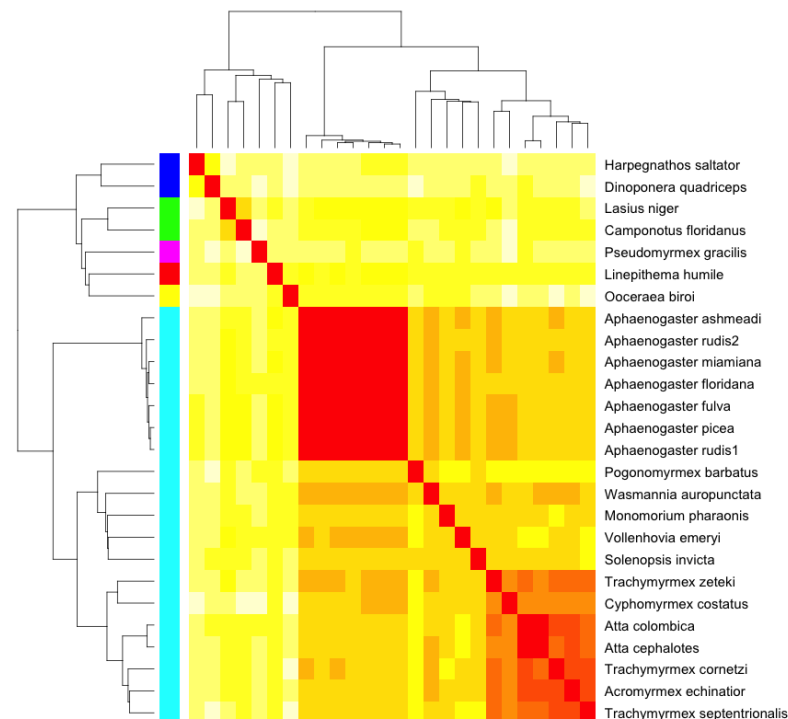 Harpegnathos saltator
Dinoponera quadriceps
Lasius niger
Camponotus floridanus
Pseudomyrmex gracilis
Linepithema humile
Ooceraea biroi
Aphaenogaster ashmeadi
Aphaenogaster rudis2
Aphaenogaster miamiana
Aphaenogaster floridana
Aphaenogaster fulva
Aphaenogaster picea
Aphaenogaster rudis1
Pogonomyrmex barbatus
Wasmannia auropunctata
Monomorium pharaonis
Vollenhovia emeryi
Solenopsis invicta
Trachymyrmex zeteki
Cyphomyrmex costatus
Atta colombica
Atta cephalotes
Trachymyrmex cornetzi
Acromyrmex echinatior
Trachymyrmex septentrionalis